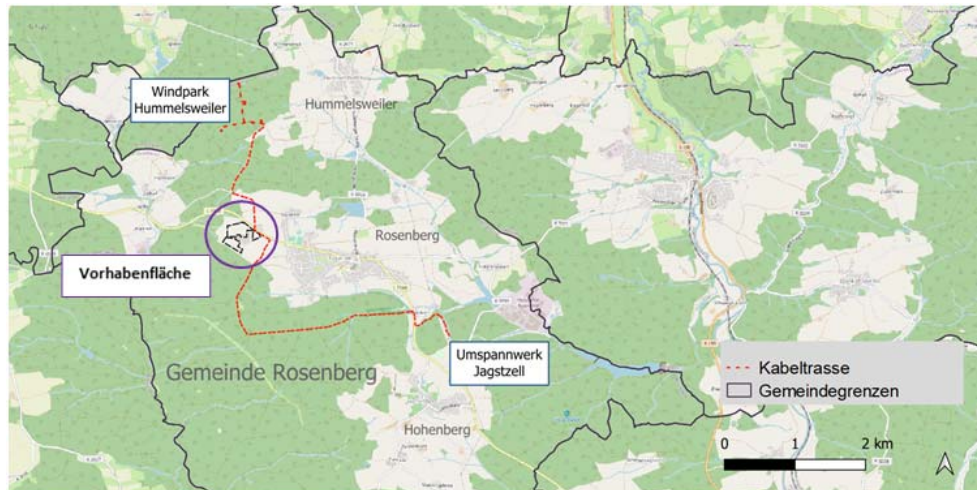 Windpark
Hummelsweiler
Hummelsweiler
Rosenberg
Vorhabenfläche
Umspannwerk
Jagstzell
Gemeinde Rosenberg
Hohenberg
Kabeltrasse
Gemeindegrenzen
0 1 2 km